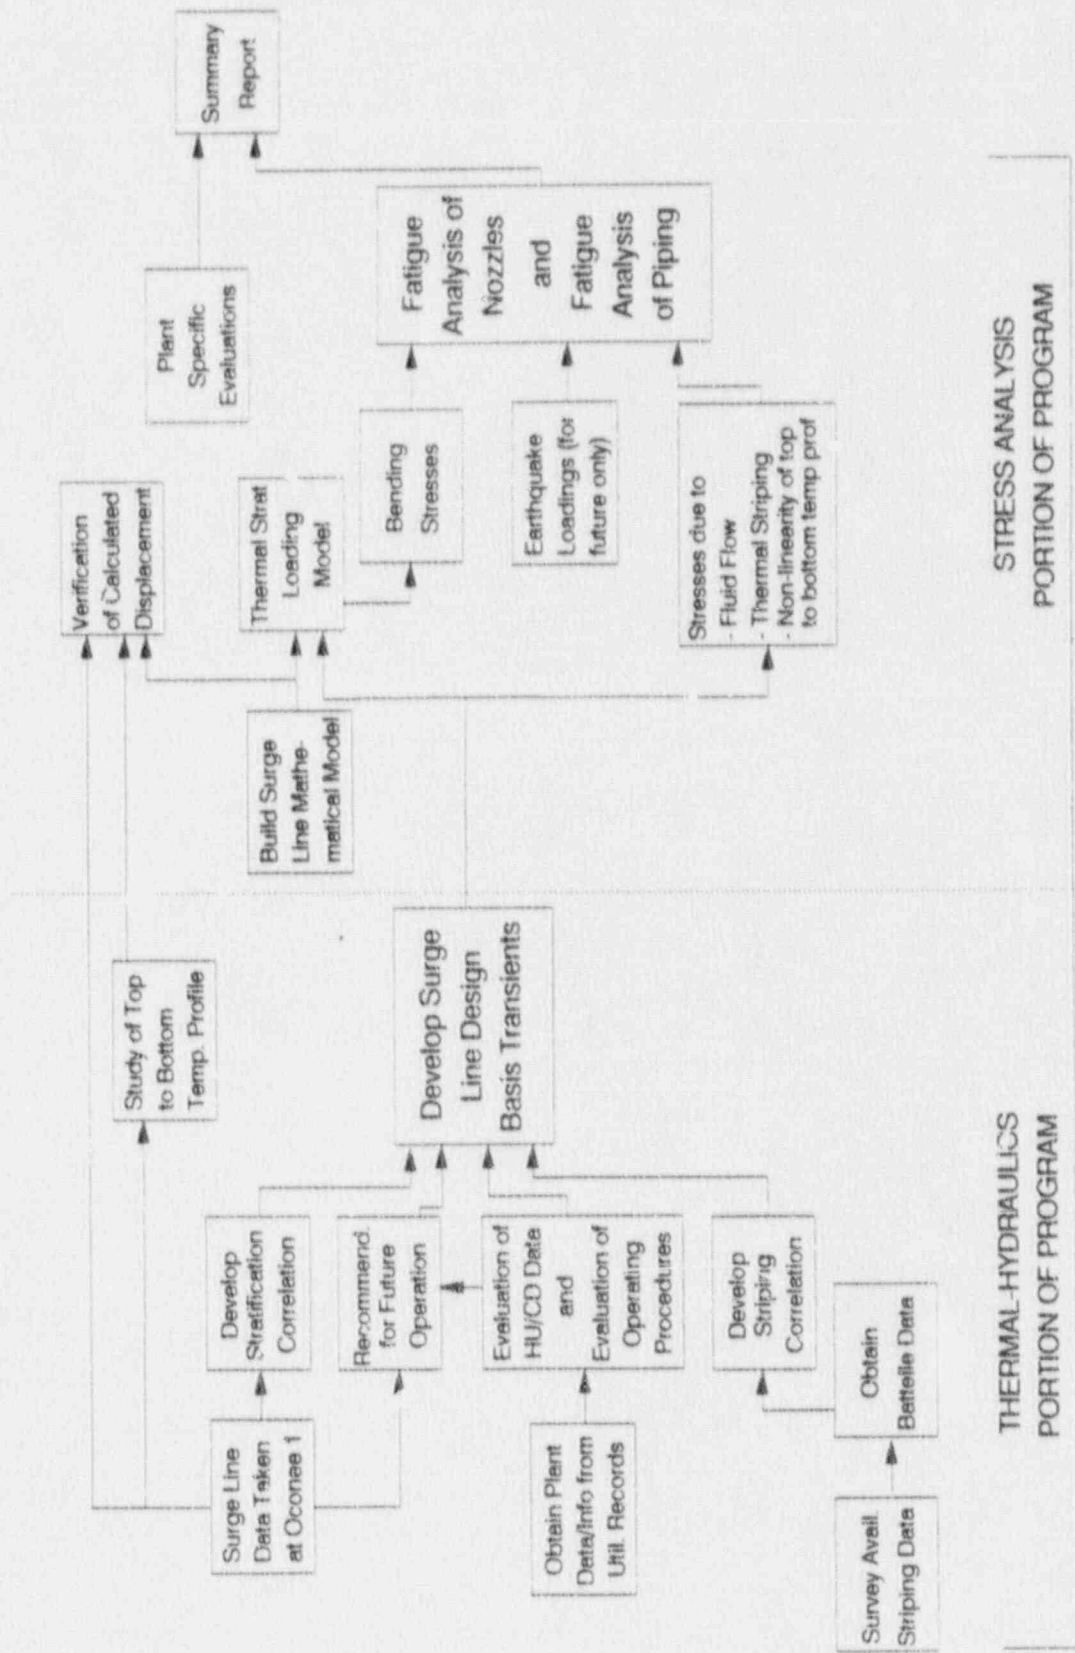 Surge Line
Data Taken
at Oconee 1
Obtain Plant
Data/Info from
Util. Records
Survey Avail.
Striping Data
Obtain
Battelle Data
Develop
Stratification
Correlation
Recommend.
for Future
Operation
Evaluation of
HU/CD Date
and
Evaluation of
Operating
Procedures
Develop
Striping
Correlation
Study of Top
to Bottom
Temp. Profile
Develop Surge
Line Design
Basis Transients
THERMAL-HYDRAULICS
PORTION OF PROGRAM
Build Surge
Line Mathe-
matical Model
Verification
of Calculated
Displacement
Thermal Strat
Loading
Model
Bending
Stresses
Earthquake
Loadings (for
future only)
Stresses due to
- Fluid Flow
- Thermal Striping
- Non-linearity of top
to bottom temp prof
Plant
Specific
Evaluations
Fatigue
Analysis of
Nozzles
and
Fatigue
Analysis
of Piping
Summary
Report
STRESS ANALYSIS
PORTION OF PROGRAM